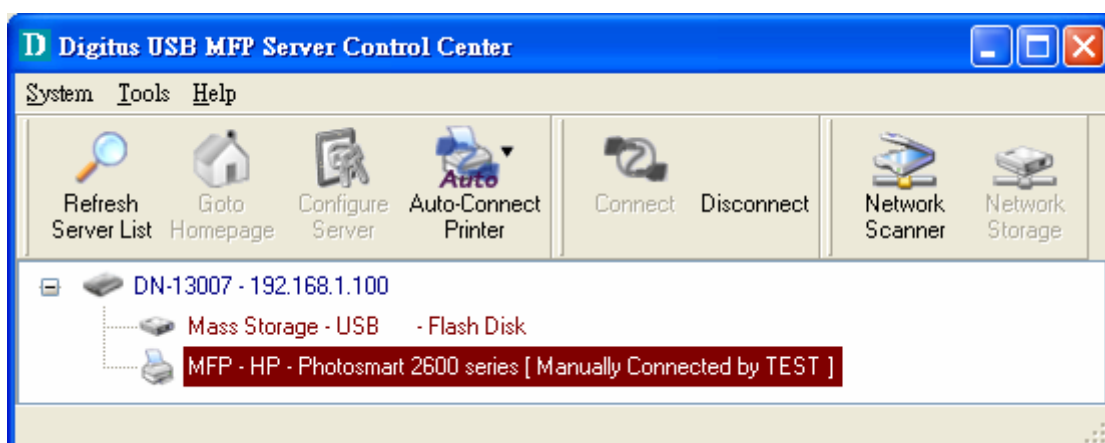 D Digitus USB MFP Server Control Center
System Tools Help
Auto
Refresh Server List
Goto Homepage
Configure Server
Auto-Connect Printer
Connect
Disconnect
Network Scanner
Network Storage
DN-13007 - 192.168.1.100
Mass Storage - USB - Flash Disk
MFP - HP - Photosmart 2600 series [ Manually Connected by TEST ]